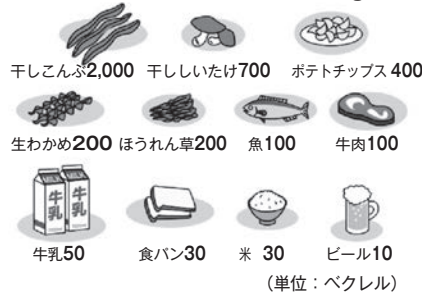 干しこんぶ2,000 干ししいたけ700 ポテトチップス 400
生わかめ200 ほうれん草200 魚100 牛肉100
牛乳 牛乳
牛乳50 食パン30 米 30 ビール10
（単位：ベクレル）